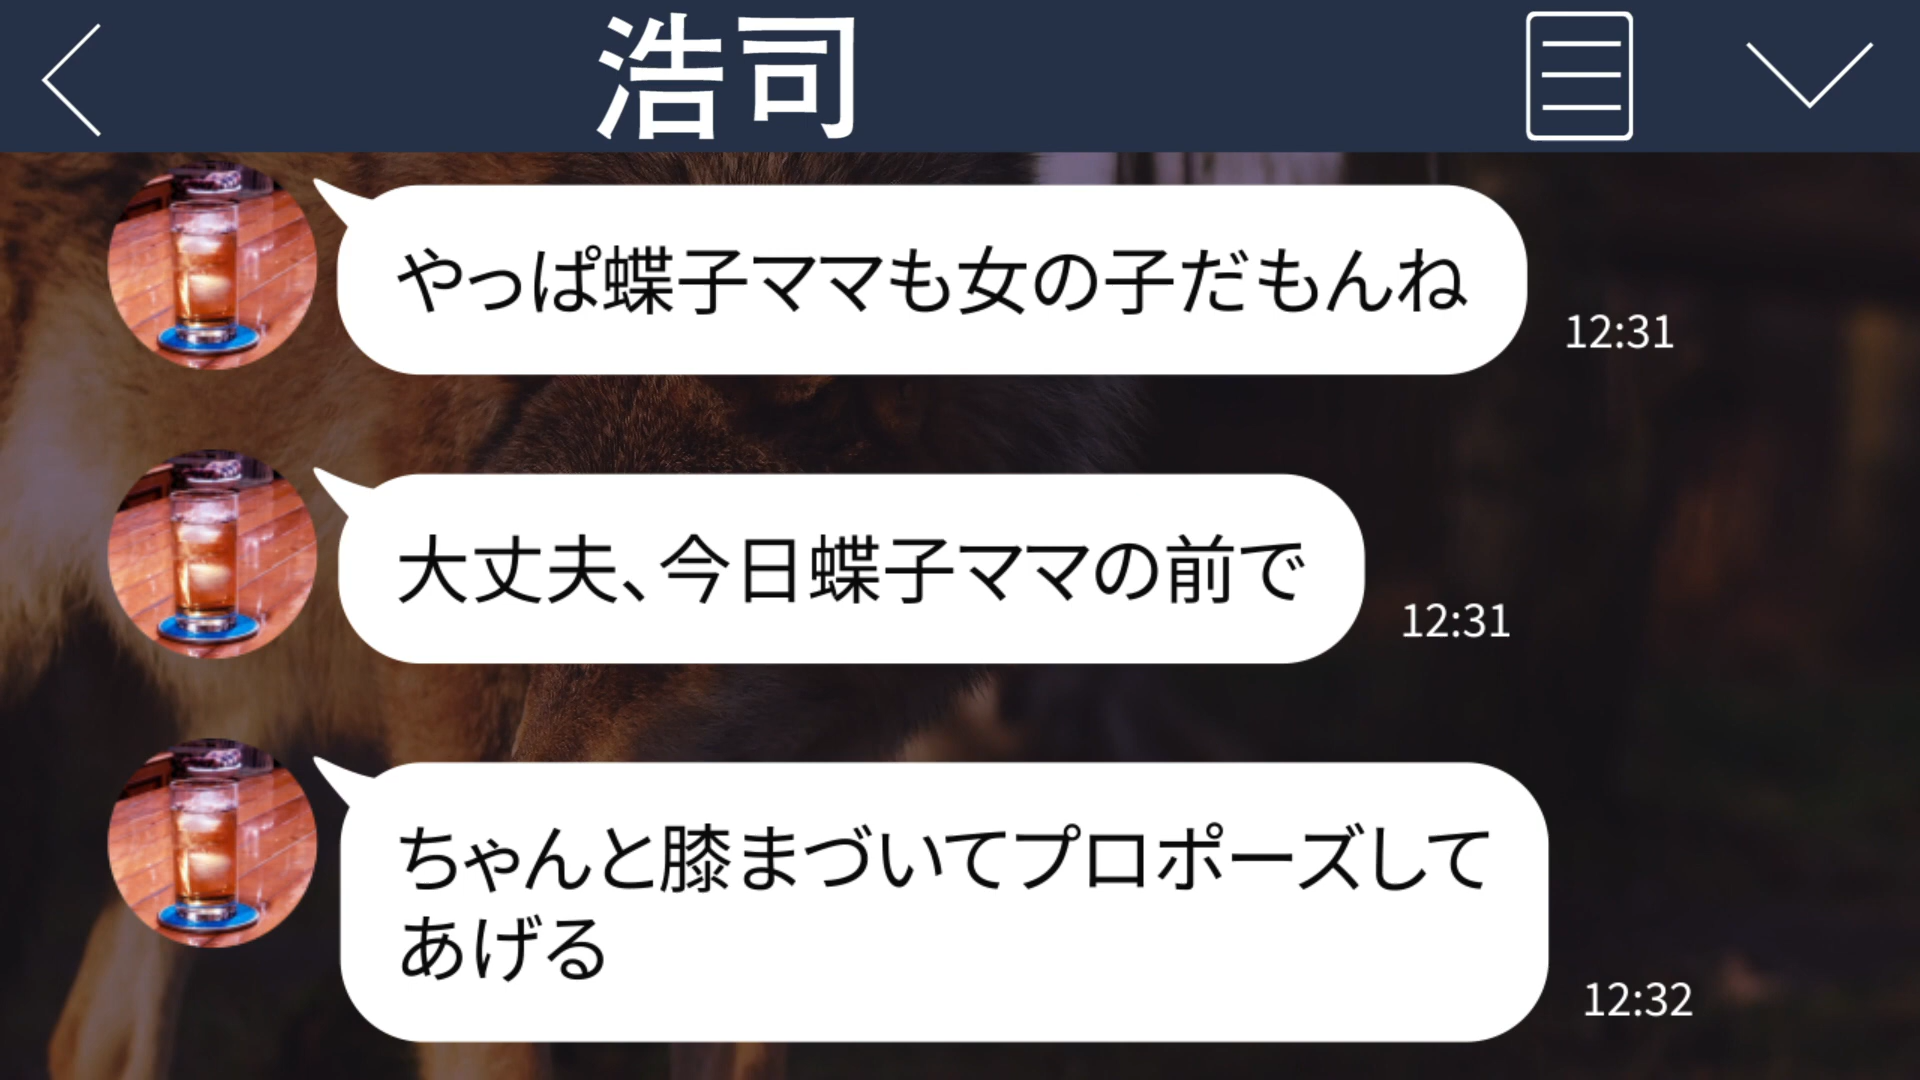 浩司
やっぱ蝶子ママも女の子だもんね
12:31
大丈夫、今日蝶子ママの前で
12:31
ちゃんと膝まづいてプロポーズして
あげる
12:32